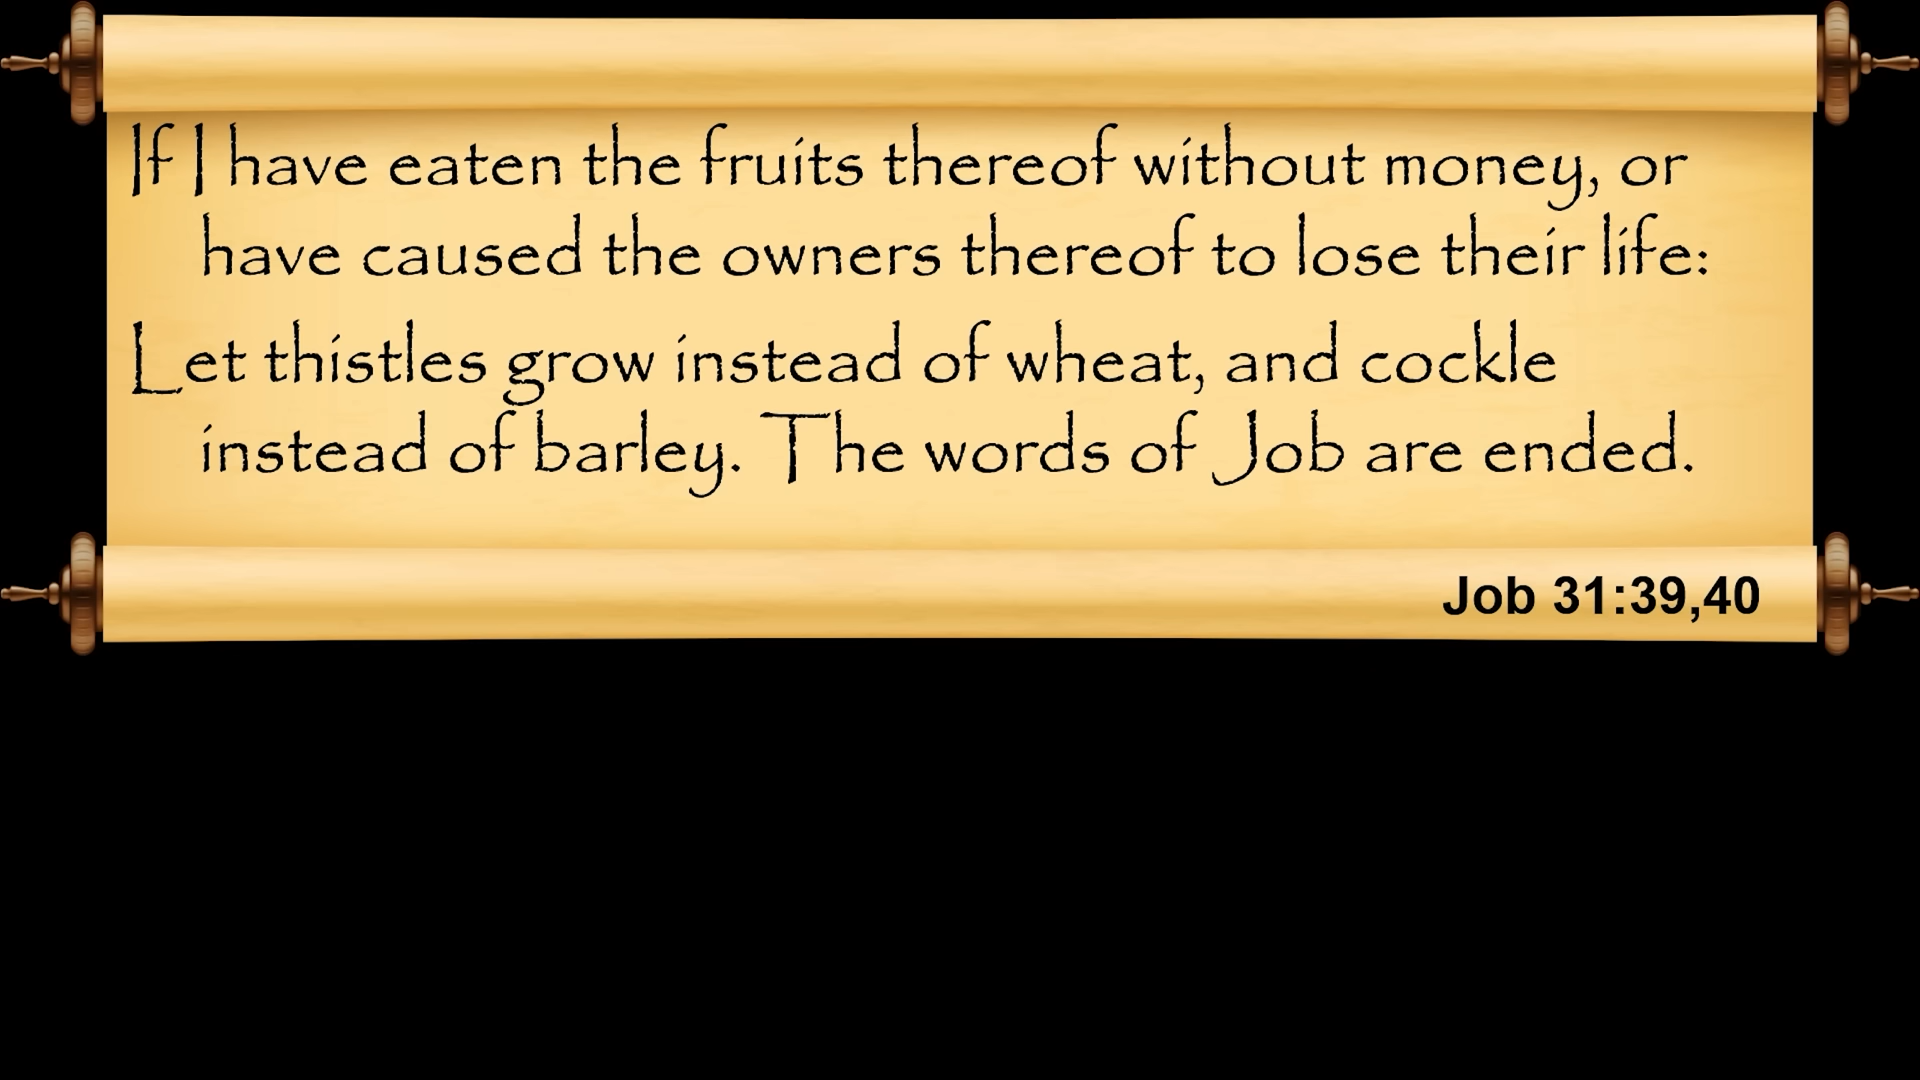 If I have eaten the fruits thereof without money, or
have caused the owners thereof to lose their life:
Let thistles grow instead of wheat, and cockle
instead of barley. The words of Job are ended.
Job 31:39,40